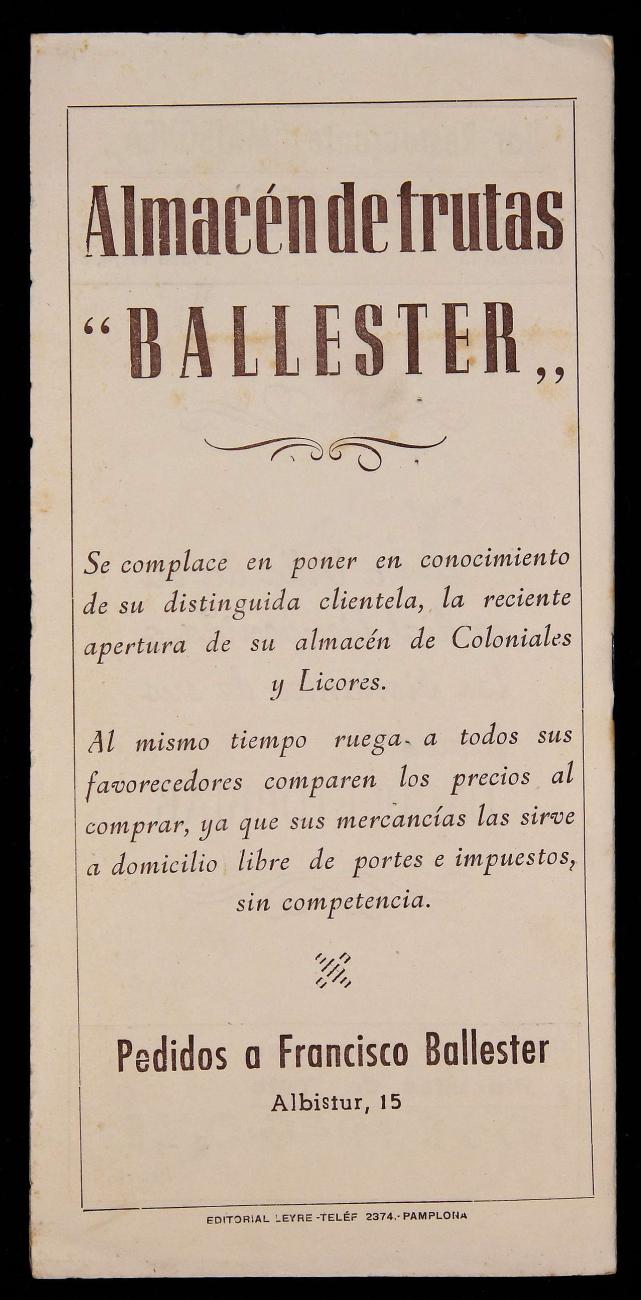 Almacén de frutas
“BALLESTER„
Se complace en poner en conocimiento
de su distinguida clientela, la reciente
apertura de su almacén de Coloniales
y Licores.
Al mismo tiempo ruega a todos sus
favorecedores comparen los precios al
comprar, ya que sus mercancías las sirve
a domicilio libre de portes e impuestos,
sin competencia.
Pedidos a Francisco Ballester
Albistur, 15
EDITORIAL LEYRE -TELÉF 2374.- PAMPLONA